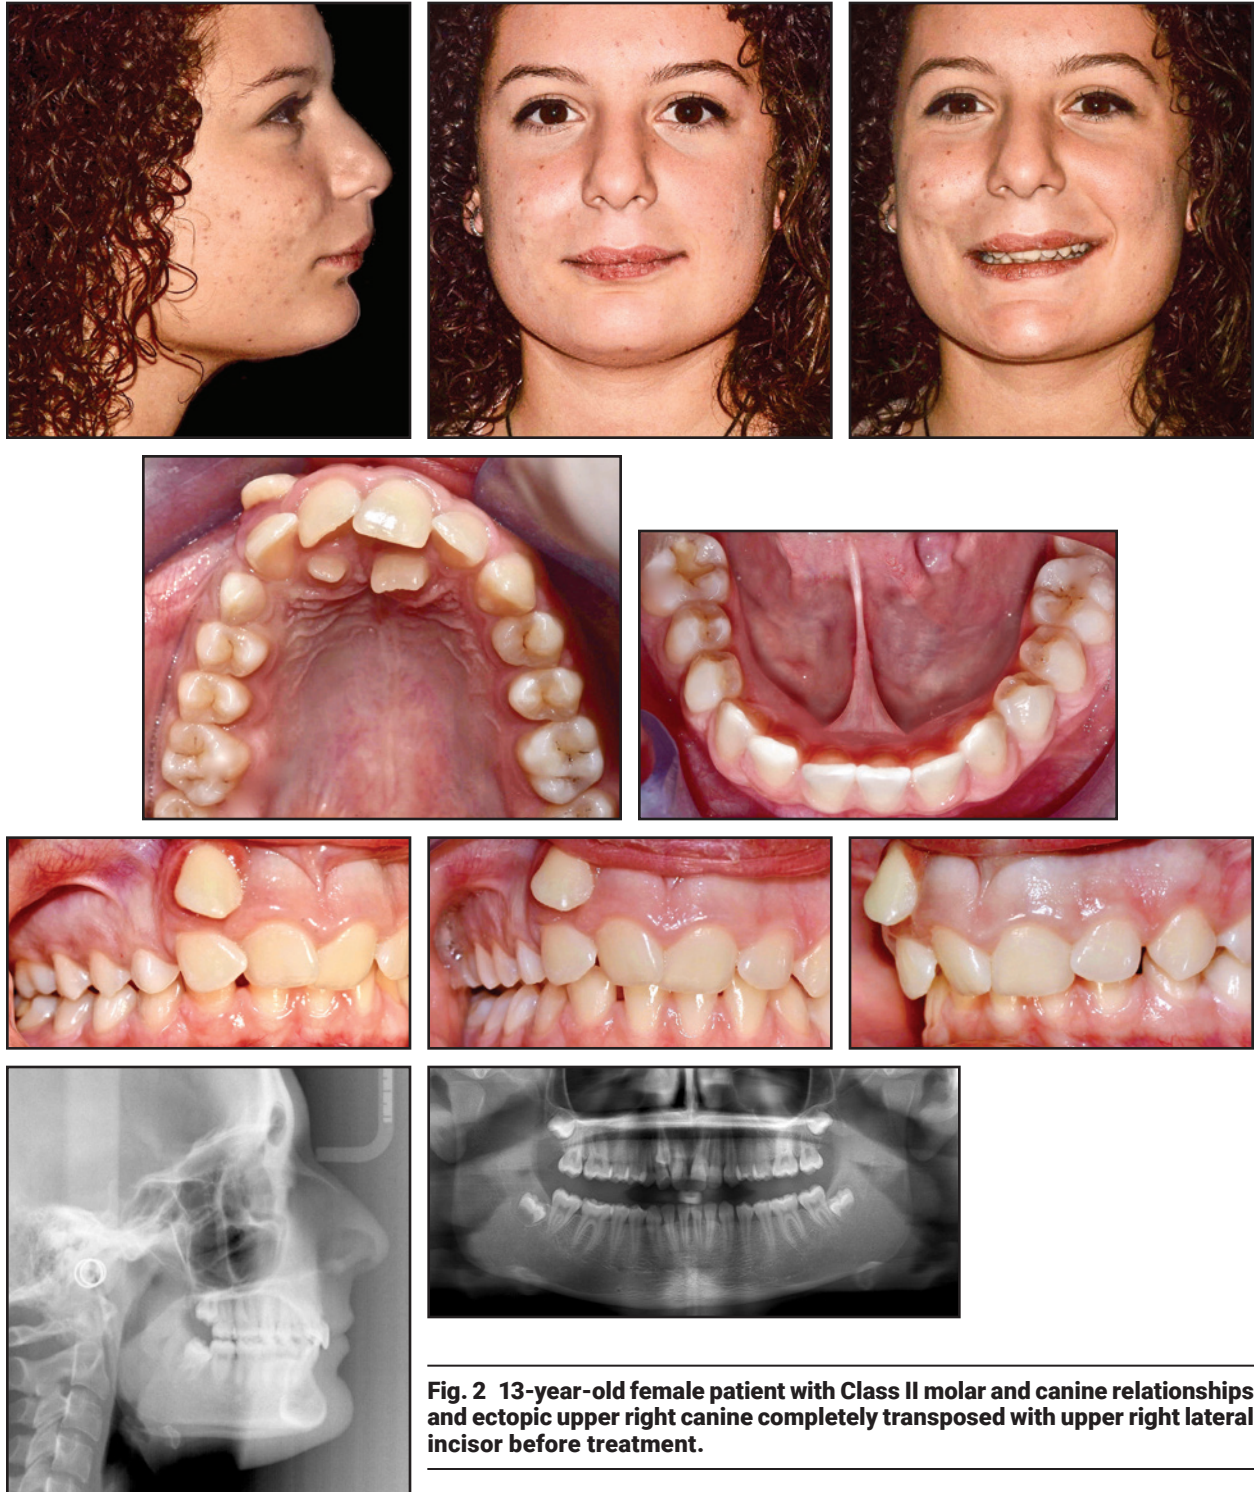 Fig. 2 13-year-old female patient with Class II molar and canine relationships
and ectopic upper right canine completely transposed with upper right lateral
incisor before treatment.